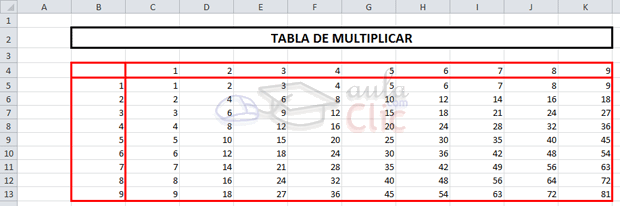 A B C D E F G H I J K
1
2 TABLA DE MULTIPLICAR
3
4 1 2 3 4 5 6 7 8 9
5 1 1 2 3 4 5 6 7 8 9
6 2 2 4 6 8 10 12 14 16 18
7 3 3 6 9 12 15 18 21 24 27
8 4 4 8 12 16 20 24 28 32 36
9 5 5 10 15 20 25 30 35 40 45
10 6 6 12 18 24 30 36 42 48 54
11 7 7 14 21 28 35 42 49 56 63
12 8 8 16 24 32 40 48 56 64 72
13 9 9 18 27 36 45 54 63 72 81
aula
.com
Clic